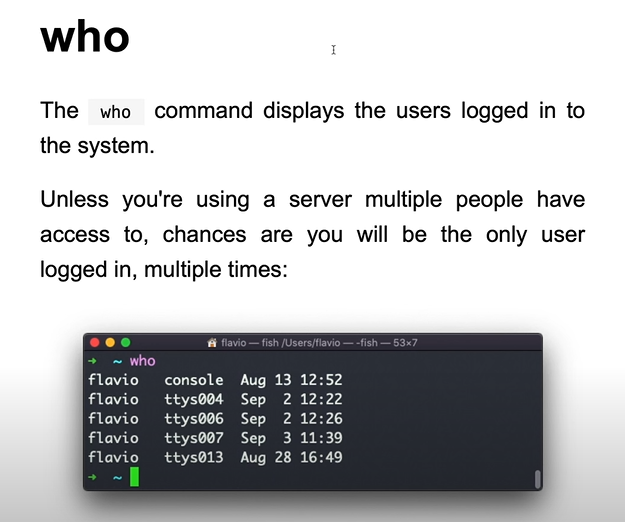 who
The who command displays the users logged in to
the system.
Unless you're using a server multiple people have
access to, chances are you will be the only user
logged in, multiple times:
flavio — fish /Users/flavio — -fish — 53×7
➜ ~ who
flavio   console  Aug 13 12:52
flavio   ttys004  Sep  2 12:22
flavio   ttys006  Sep  2 12:26
flavio   ttys007  Sep  3 11:39
flavio   ttys013  Aug 28 16:49
➜ ~